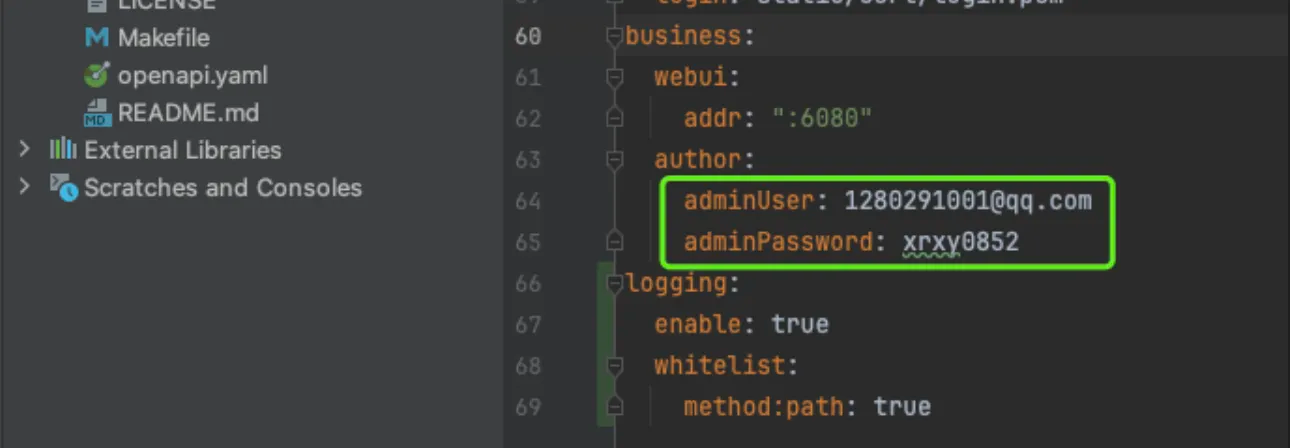 LICENSE
Makefile
openapi.yaml
MD README.md
External Libraries
Scratches and Consoles
60 business:
61 webui:
62 addr: ":6080"
63 author:
64 adminUser: 1280291001@qq.com
65 adminPassword: xrxy0852
66 logging:
67 enable: true
68 whitelist:
69 method:path: true